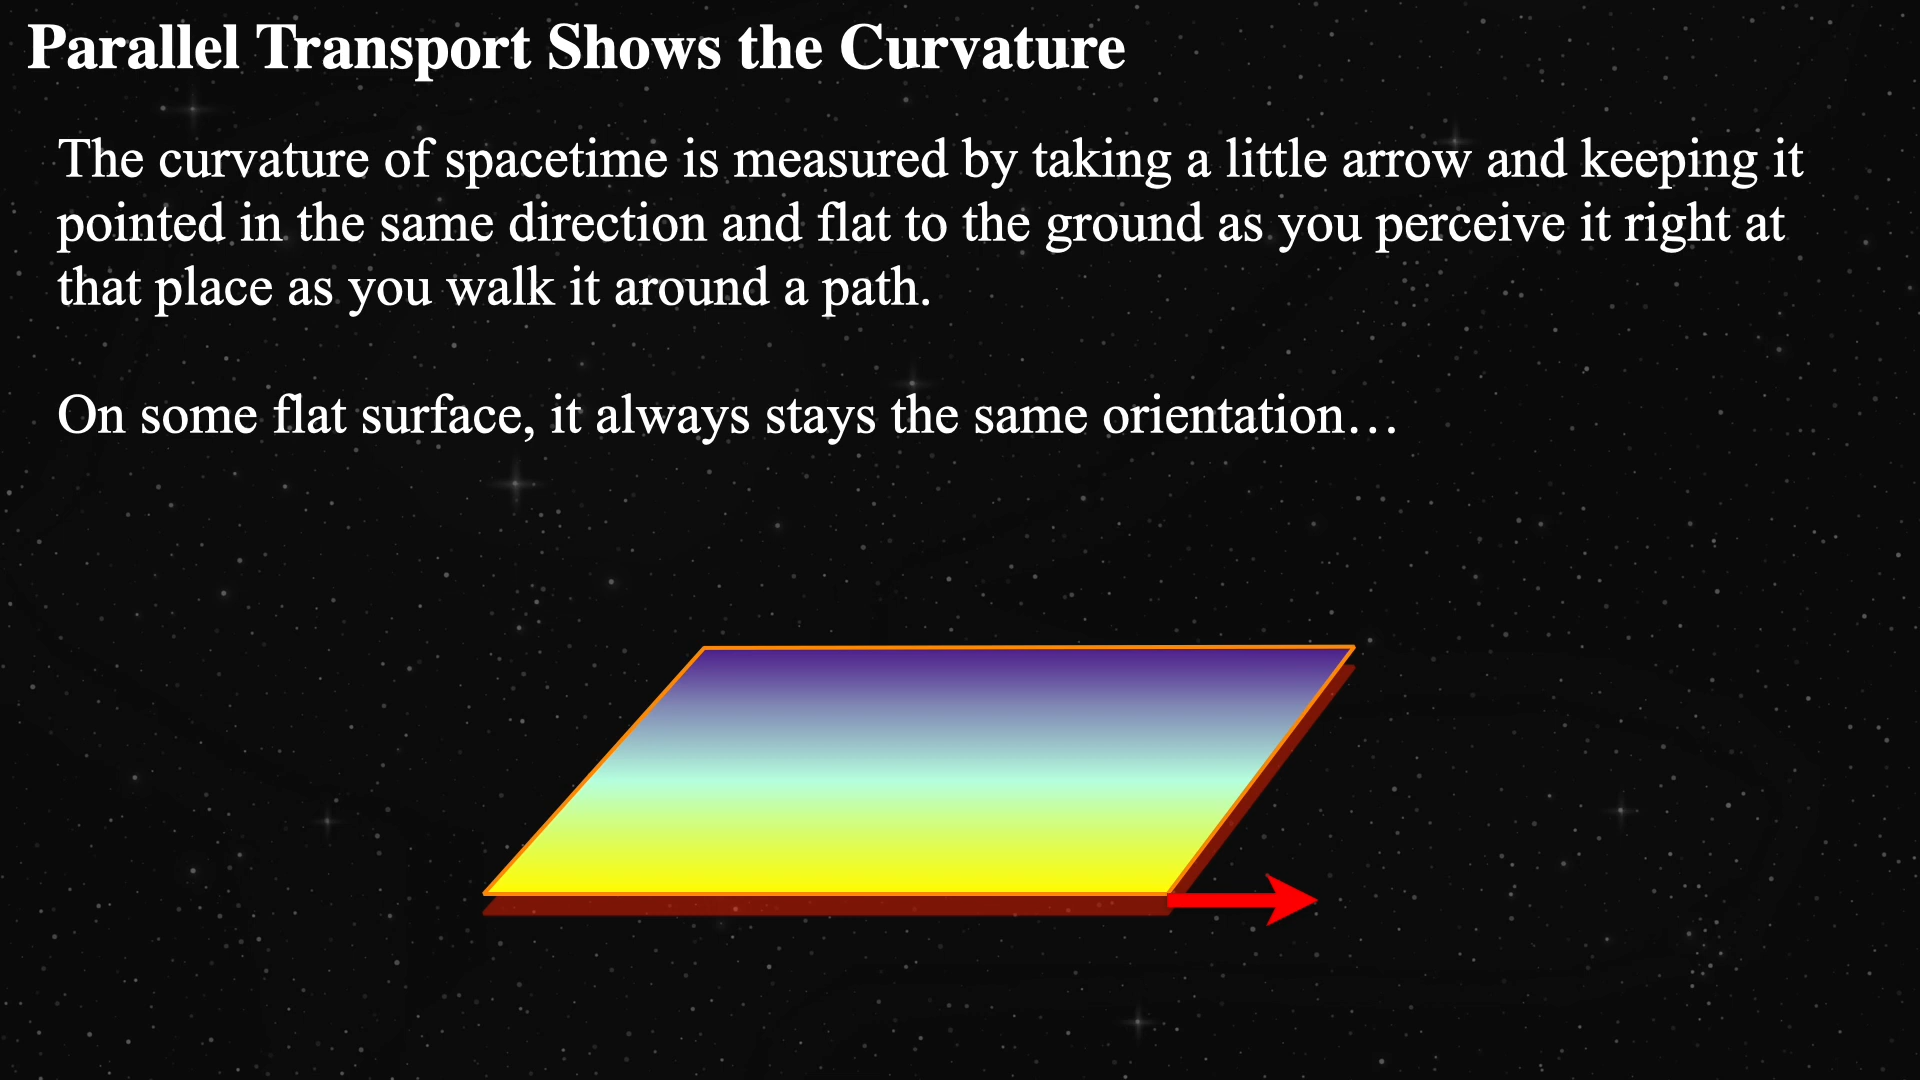 Parallel Transport Shows the Curvature
The curvature of spacetime is measured by taking a little arrow and keeping it
pointed in the same direction and flat to the ground as you perceive it right at
that place as you walk it around a path.
On some flat surface, it always stays the same orientation…